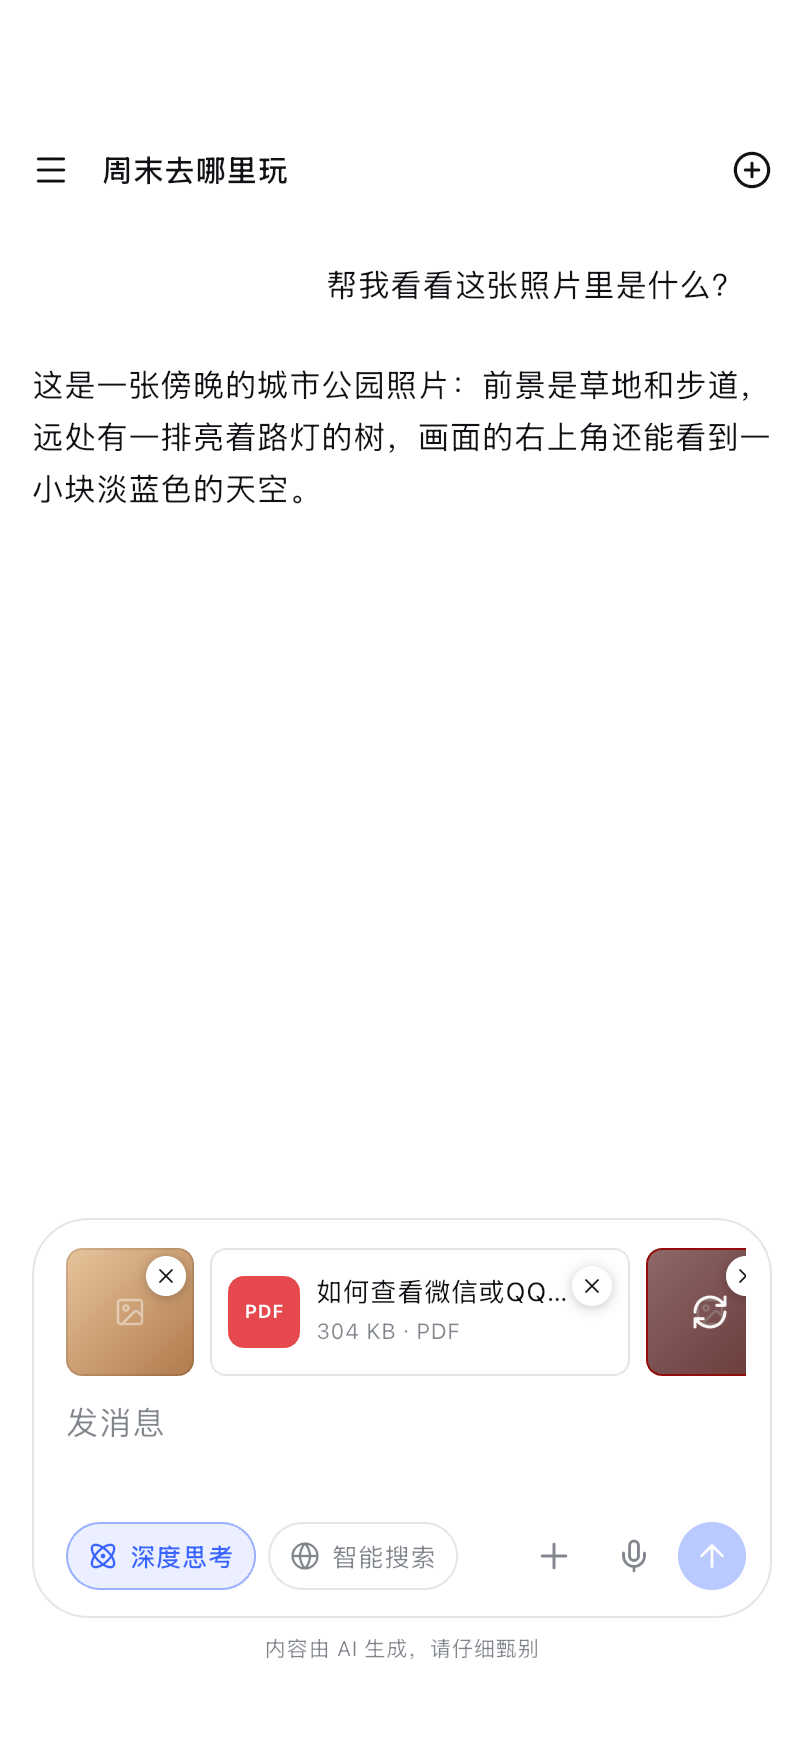 周末去哪里玩
帮我看看这张照片里是什么？
这是一张傍晚的城市公园照片：前景是草地和步道，
远处有一排亮着路灯的树，画面的右上角还能看到一
小块淡蓝色的天空。
PDF
如何查看微信或QQ...
304 KB · PDF
发消息
深度思考
智能搜索
内容由 AI 生成，请仔细甄别